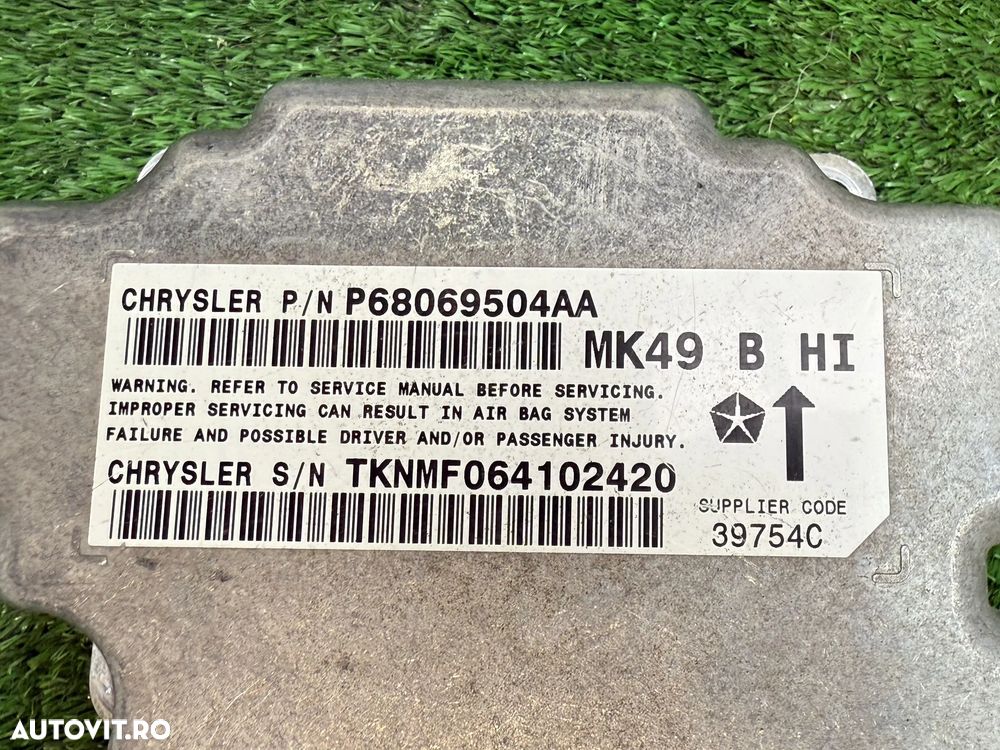 CHRYSLER P/N P68069504AA
MK49 B HI
WARNING. REFER TO SERVICE MANUAL BEFORE SERVICING.
IMPROPER SERVICING CAN RESULT IN AIR BAG SYSTEM
FAILURE AND POSSIBLE DRIVER AND/OR PASSENGER INJURY.
CHRYSLER S/N TKNMF064102420
SUPPLIER CODE
39754C
AUTOVIT.RO